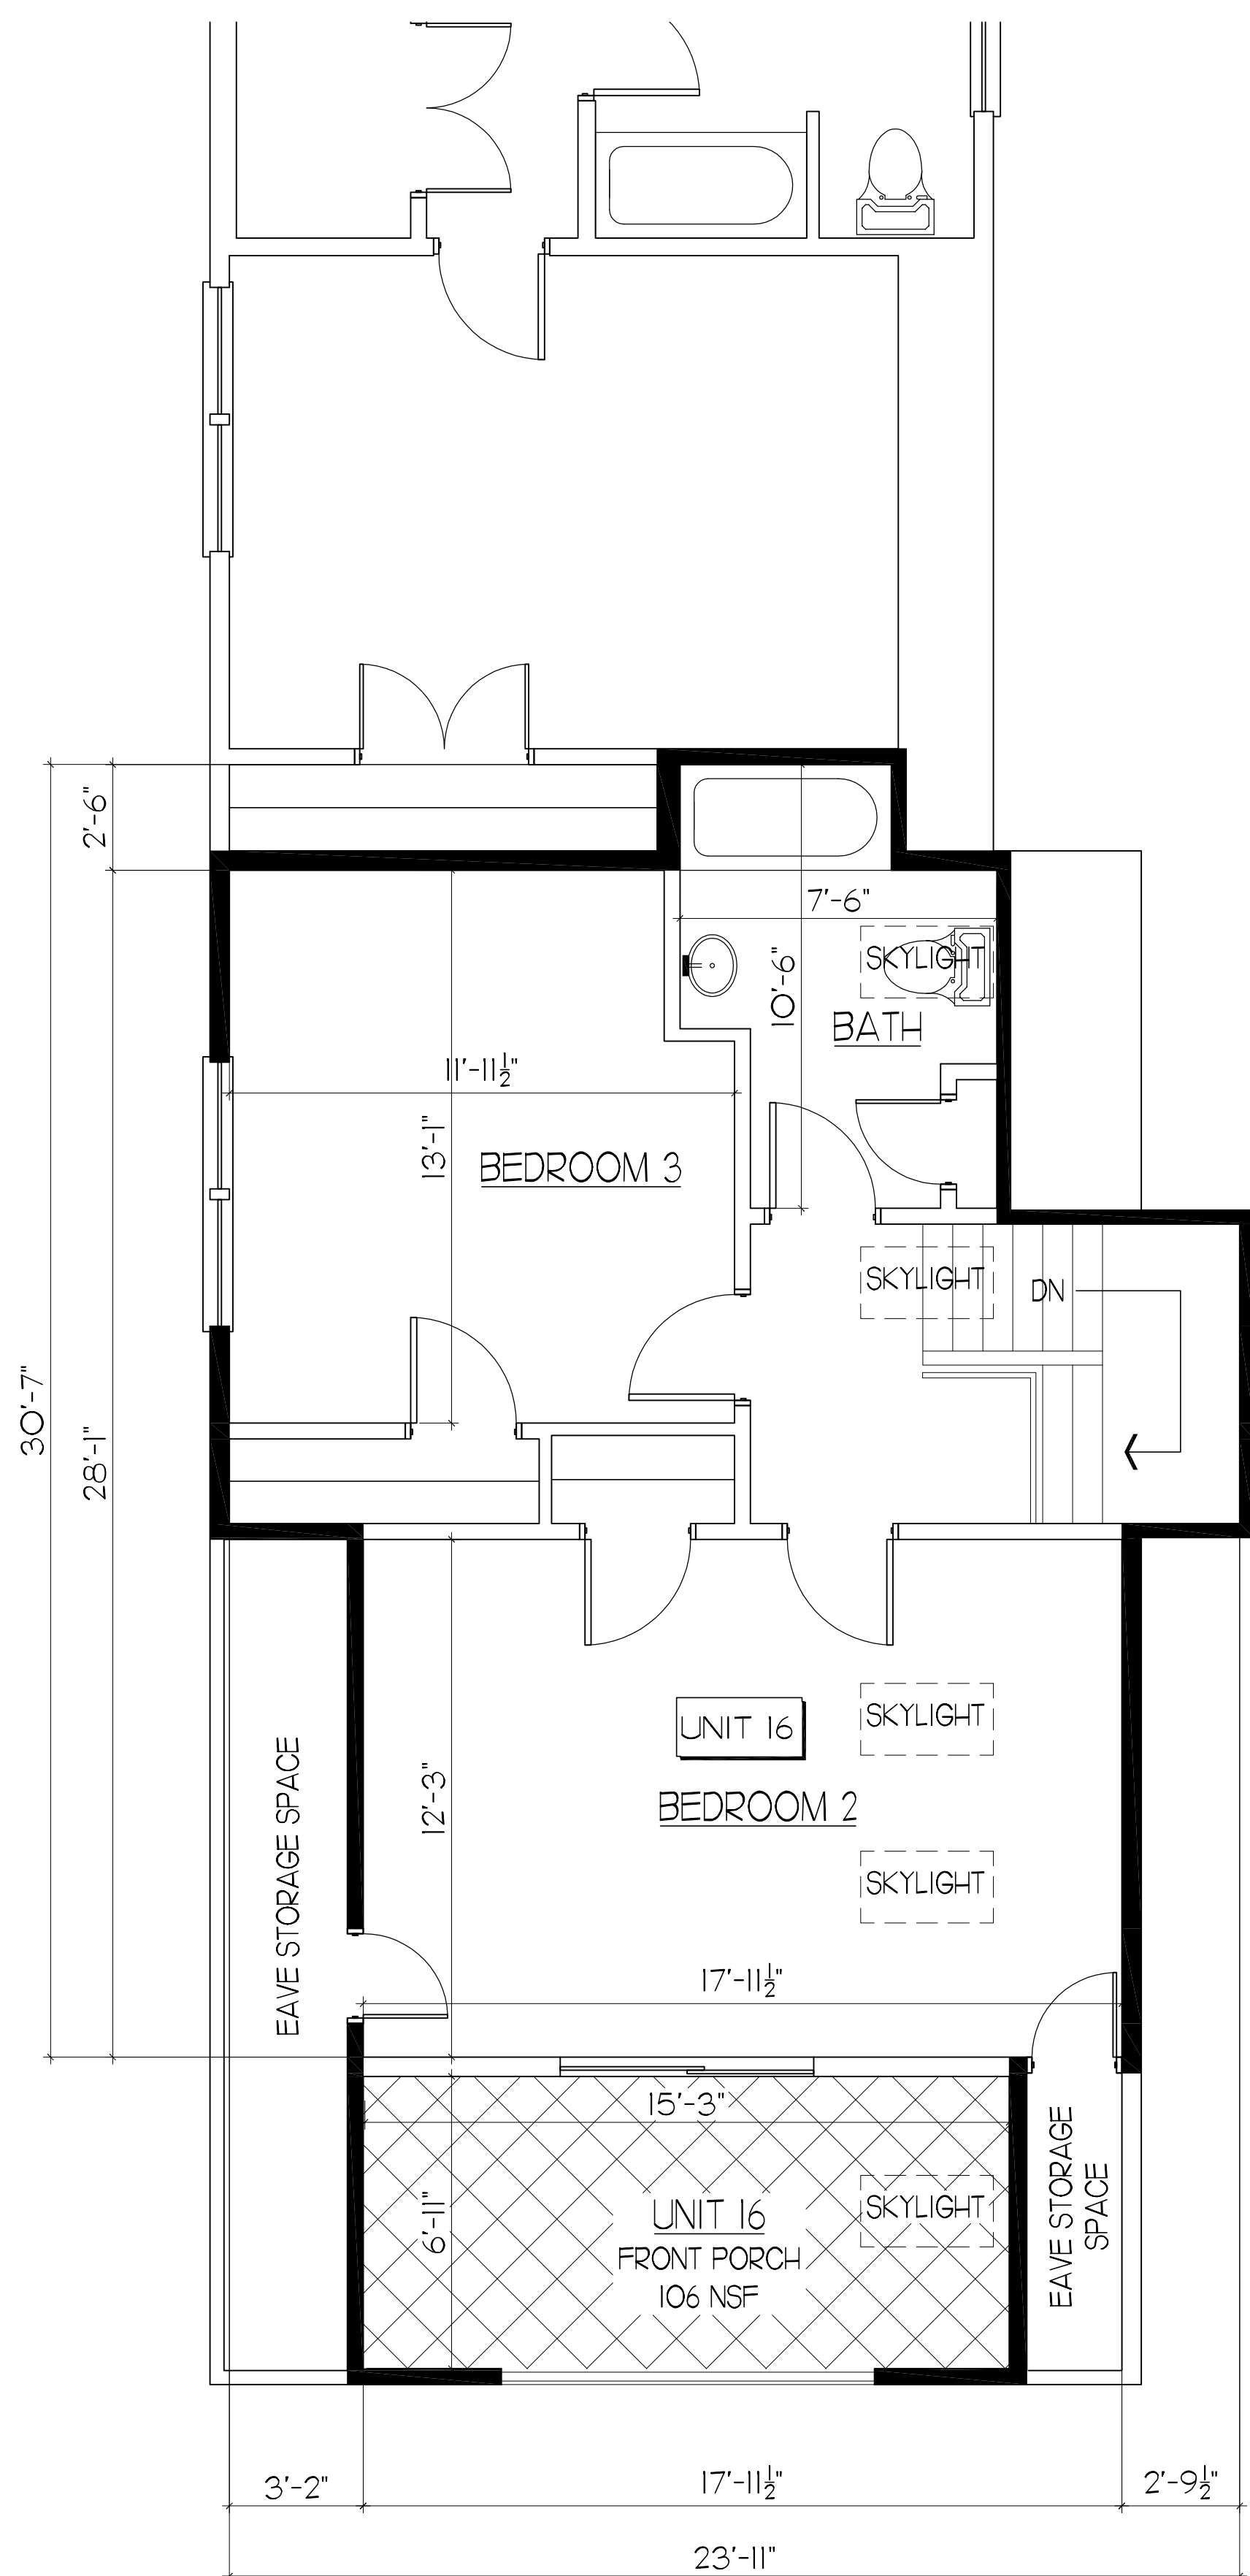 2'-6"
7'-6"
SKYLIGHT
10'-6"
BATH
11'-11½"
13'-1"
BEDROOM 3
SKYLIGHT
DN
30'-7"
28'-1"
UNIT 16
SKYLIGHT
12'-3"
BEDROOM 2
EAVE STORAGE SPACE
SKYLIGHT
17'-11½"
15'-3"
6'-11"
SKYLIGHT
UNIT 16
FRONT PORCH
106 NSF
EAVE STORAGE
SPACE
3'-2"
17'-11½"
2'-9½"
23'-11"